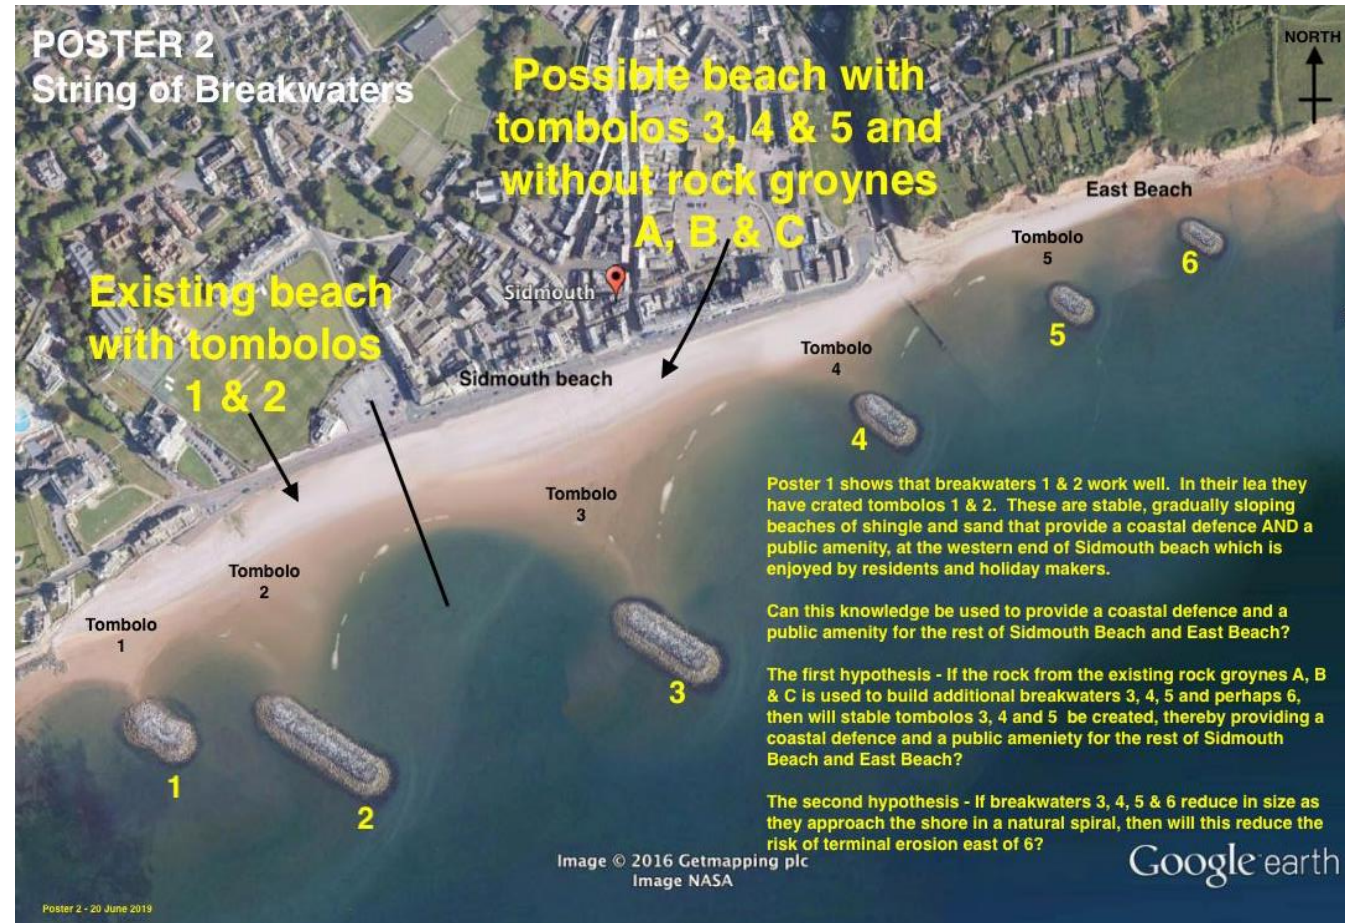 POSTER 2
String of Breakwaters
Possible beach with
tombolos 3, 4 & 5 and
without rock groynes
A, B & C
NORTH
East Beach
Tombolo
5
6
5
Existing beach
with tombolos
1 & 2
Sidmouth
Sidmouth beach
Tombolo
4
4
Tombolo
3
3
Tombolo
2
Tombolo
1
1
2
Poster 1 shows that breakwaters 1 & 2 work well. In their lea they
have crated tombolos 1 & 2. These are stable, gradually sloping
beaches of shingle and sand that provide a coastal defence AND a
public amenity, at the western end of Sidmouth beach which is
enjoyed by residents and holiday makers.
Can this knowledge be used to provide a coastal defence and a
public amenity for the rest of Sidmouth Beach and East Beach?
The first hypothesis - If the rock from the existing rock groynes A, B
& C is used to build additional breakwaters 3, 4, 5 and perhaps 6,
then will stable tombolos 3, 4 and 5 be created, thereby providing a
coastal defence and a public ameniety for the rest of Sidmouth
Beach and East Beach?
The second hypothesis - If breakwaters 3, 4, 5 & 6 reduce in size as
they approach the shore in a natural spiral, then will this reduce the
risk of terminal erosion east of 6?
Image © 2016 Getmapping plc
Image NASA
Google earth
Poster 2 - 20 June 2019